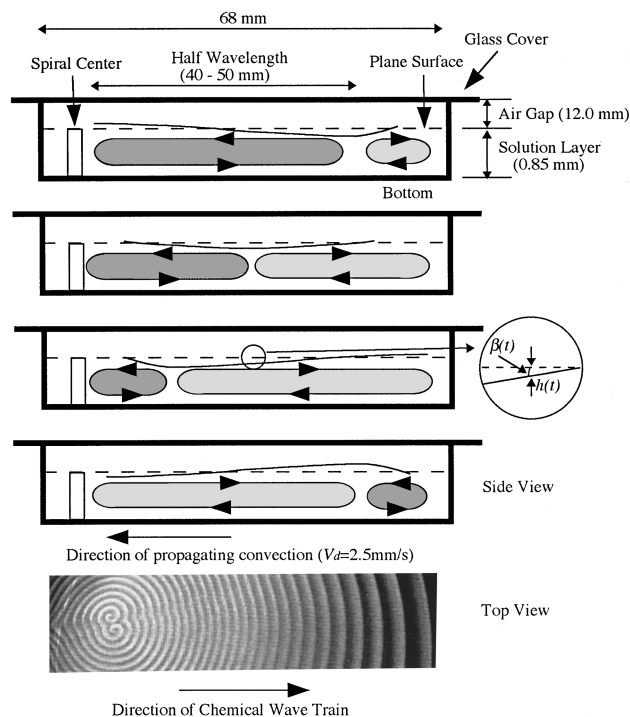 68 mm
Glass Cover
Spiral Center
Half Wavelength
(40 - 50 mm)
Plane Surface
Air Gap (12.0 mm)
Solution Layer
(0.85 mm)
Bottom
β(t)
h(t)
Side View
Direction of propagating convection (Vd=2.5mm/s)
Top View
Direction of Chemical Wave Train